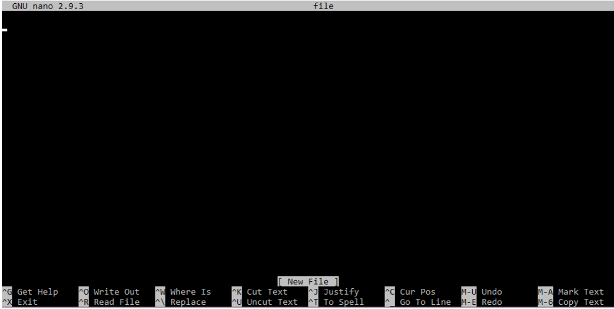 GNU nano 2.9.3 file
[ New File ]
^G Get Help ^O Write Out ^W Where Is ^K Cut Text ^J Justify ^C Cur Pos M-U Undo M-A Mark Text
^X Exit ^R Read File ^\ Replace ^U Uncut Text ^T To Spell ^_ Go To Line M-E Redo M-6 Copy Text